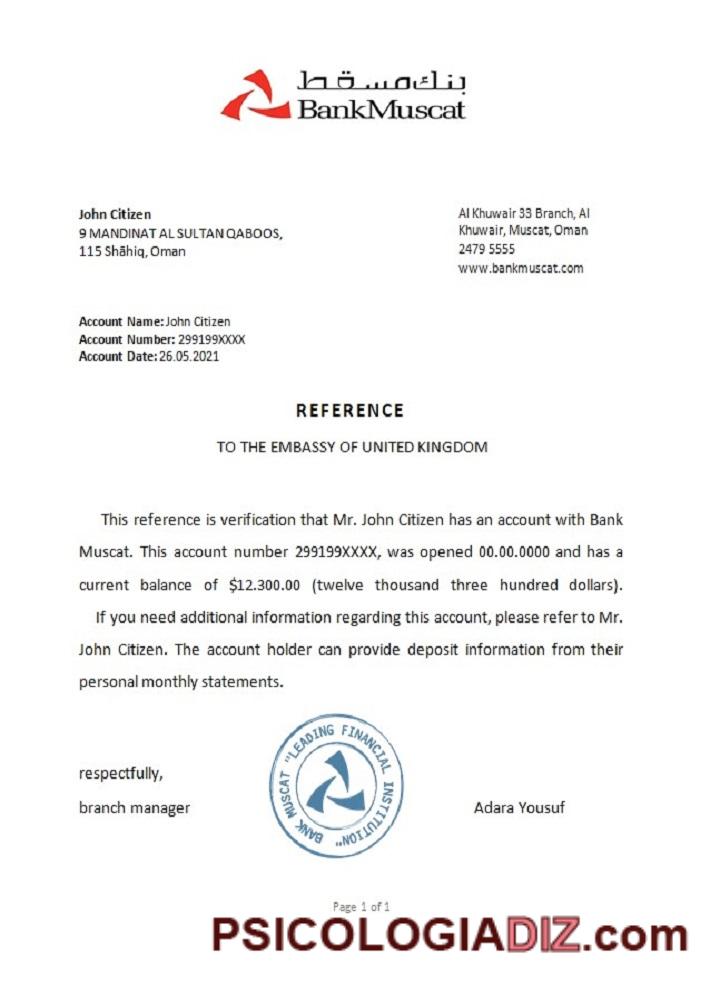 بنك مسقط
BankMuscat
John Citizen
9 MANDINAT AL SULTAN QABOOS,
115 Shāhiq, Oman
Al Khuwair 33 Branch, Al
Khuwair, Muscat, Oman
2479 5555
www.bankmuscat.com
Account Name: John Citizen
Account Number: 299199XXXX
Account Date: 26.05.2021
REFERENCE
TO THE EMBASSY OF UNITED KINGDOM
This reference is verification that Mr. John Citizen has an account with Bank
Muscat. This account number 299199XXXX, was opened 00.00.0000 and has a
current balance of $12.300.00 (twelve thousand three hundred dollars).
If you need additional information regarding this account, please refer to Mr.
John Citizen. The account holder can provide deposit information from their
personal monthly statements.
BANK MUSCAT "LEADING FINANCIAL INSTITUTION"
respectfully,
branch manager
Adara Yousuf
Page 1 of 1
PSICOLOGIADIZ.com